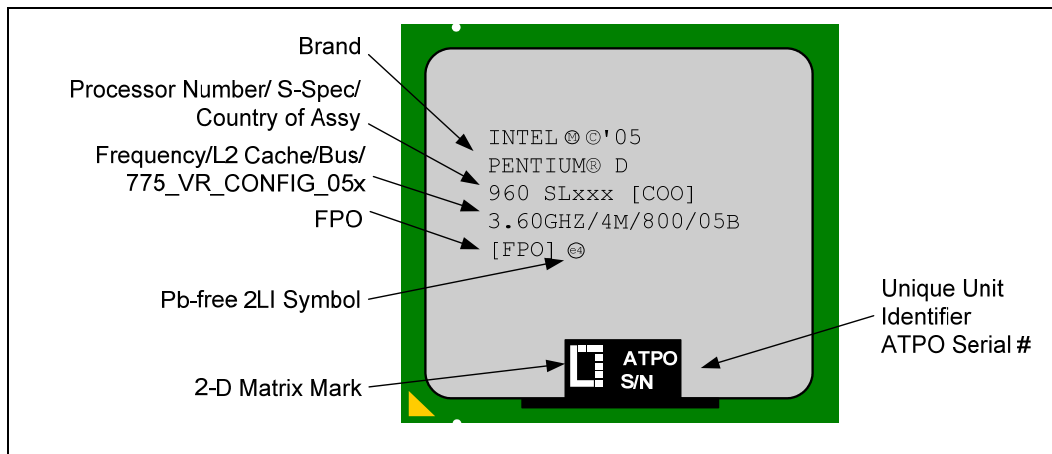 Brand
Processor Number/ S-Spec/
Country of Assy
Frequency/L2 Cache/Bus/
775_VR_CONFIG_05x
FPO
Pb-free 2LI Symbol
2-D Matrix Mark
INTEL Ⓜ ©'05
PENTIUM® D
960 SLxxx [COO]
3.60GHZ/4M/800/05B
[FPO] e4
ATPO
S/N
Unique Unit
Identifier
ATPO Serial #